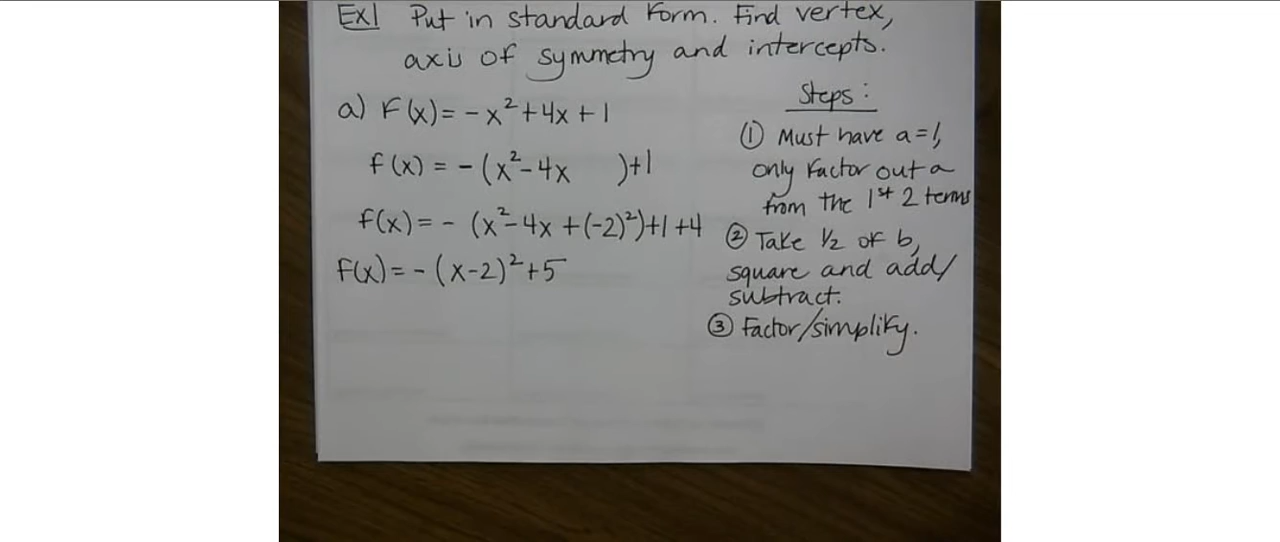 Ex1 Put in standard form. Find vertex,
axis of symmetry and intercepts.
a) F(x) = -x² + 4x + 1
f(x) = - (x² - 4x    ) + 1
f(x) = - (x² - 4x + (-2)²) + 1 + 4
F(x) = - (x-2)² + 5
Steps:
① Must have a=1,
only factor out a
from the 1st 2 terms
② Take ½ of b,
square and add/
subtract.
③ Factor/simplify.